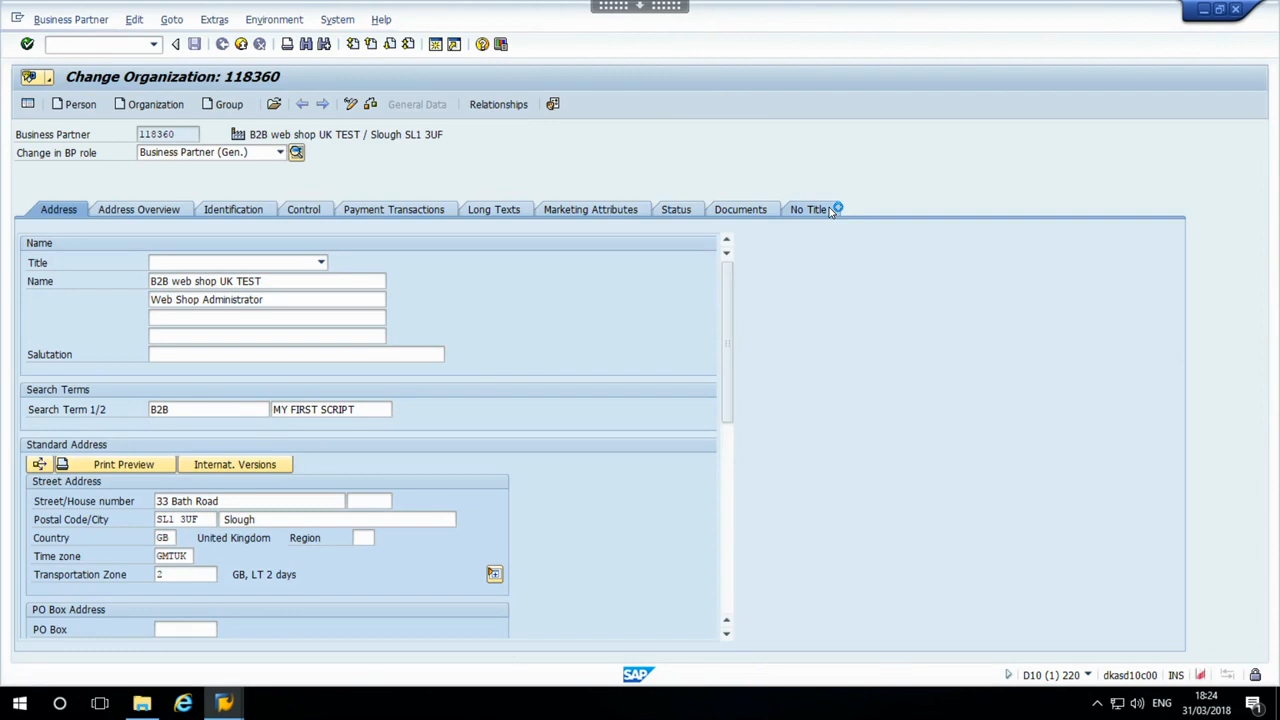 Business Partner Edit Goto Extras Environment System Help
Change Organization: 118360
Person Organization Group General Data Relationships
Business Partner 118360 B2B web shop UK TEST / Slough SL1 3UF
Change in BP role Business Partner (Gen.)
Address Address Overview Identification Control Payment Transactions Long Texts Marketing Attributes Status Documents No Title
Name
Title
Name B2B web shop UK TEST
Web Shop Administrator
Salutation
Search Terms
Search Term 1/2 B2B MY FIRST SCRIPT
Standard Address
Print Preview Internat. Versions
Street Address
Street/House number 33 Bath Road
Postal Code/City SL1 3UF Slough
Country GB United Kingdom Region
Time zone GMTUK
Transportation Zone 2 GB, LT 2 days
PO Box Address
PO Box
SAP D10 (1) 220 dkasd10c00 INS
ENG 18:24
31/03/2018
1